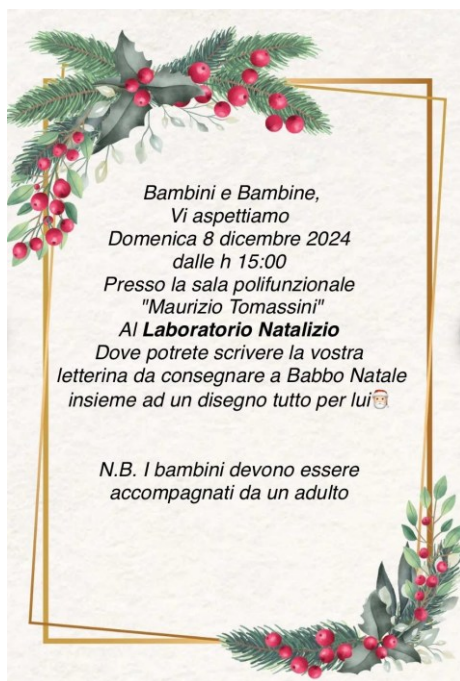 Bambini e Bambine,
Vi aspettiamo
Domenica 8 dicembre 2024
dalle h 15:00
Presso la sala polifunzionale
"Maurizio Tomassini"
Al Laboratorio Natalizio
Dove potrete scrivere la vostra
letterina da consegnare a Babbo Natale
insieme ad un disegno tutto per lui🎅🏻
N.B. I bambini devono essere
accompagnati da un adulto